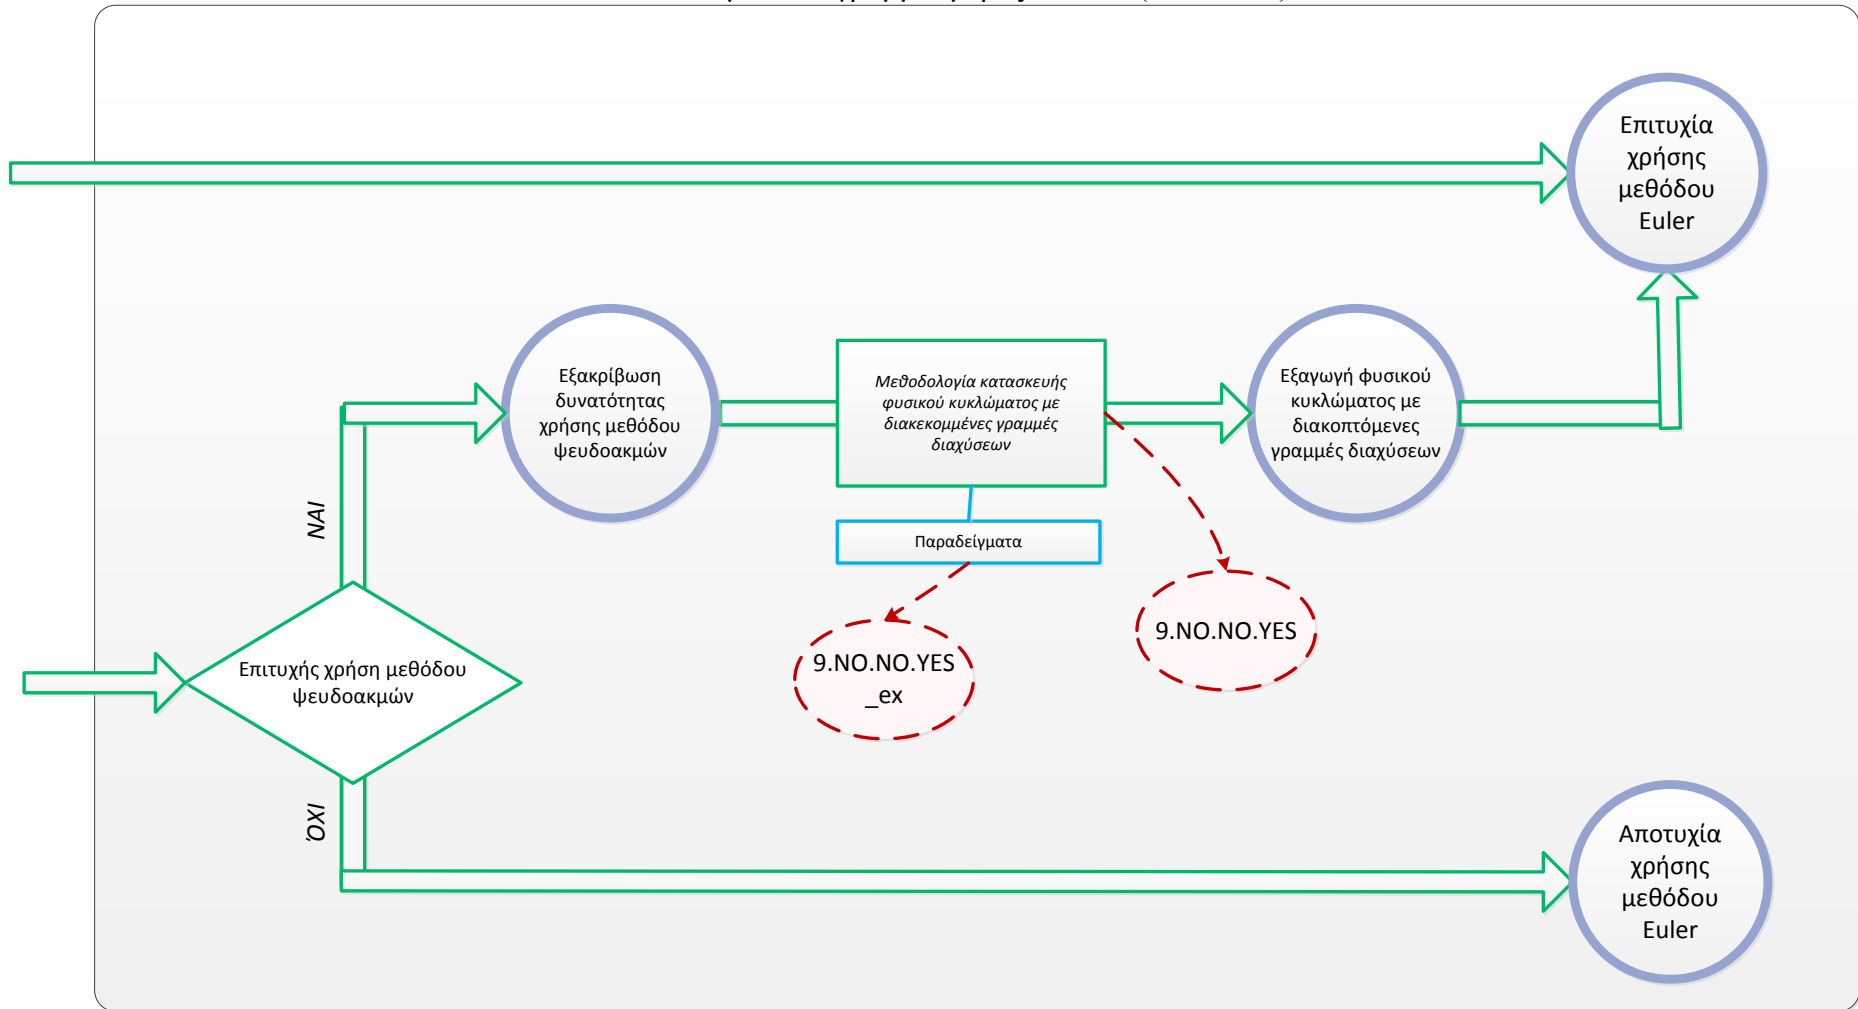 Επιτυχία
χρήσης
μεθόδου
Euler
Εξακρίβωση
δυνατότητας
χρήσης μεθόδου
ψευδοακμών
Μεθοδολογία κατασκευής
φυσικού κυκλώματος με
διακεκομμένες γραμμές
διαχύσεων
Εξαγωγή φυσικού
κυκλώματος με
διακοπτόμενες
γραμμές διαχύσεων
ΝΑΙ
Παραδείγματα
9.NO.NO.YES
9.NO.NO.YES
_ex
Επιτυχής χρήση μεθόδου
ψευδοακμών
ΌΧΙ
Αποτυχία
χρήσης
μεθόδου
Euler